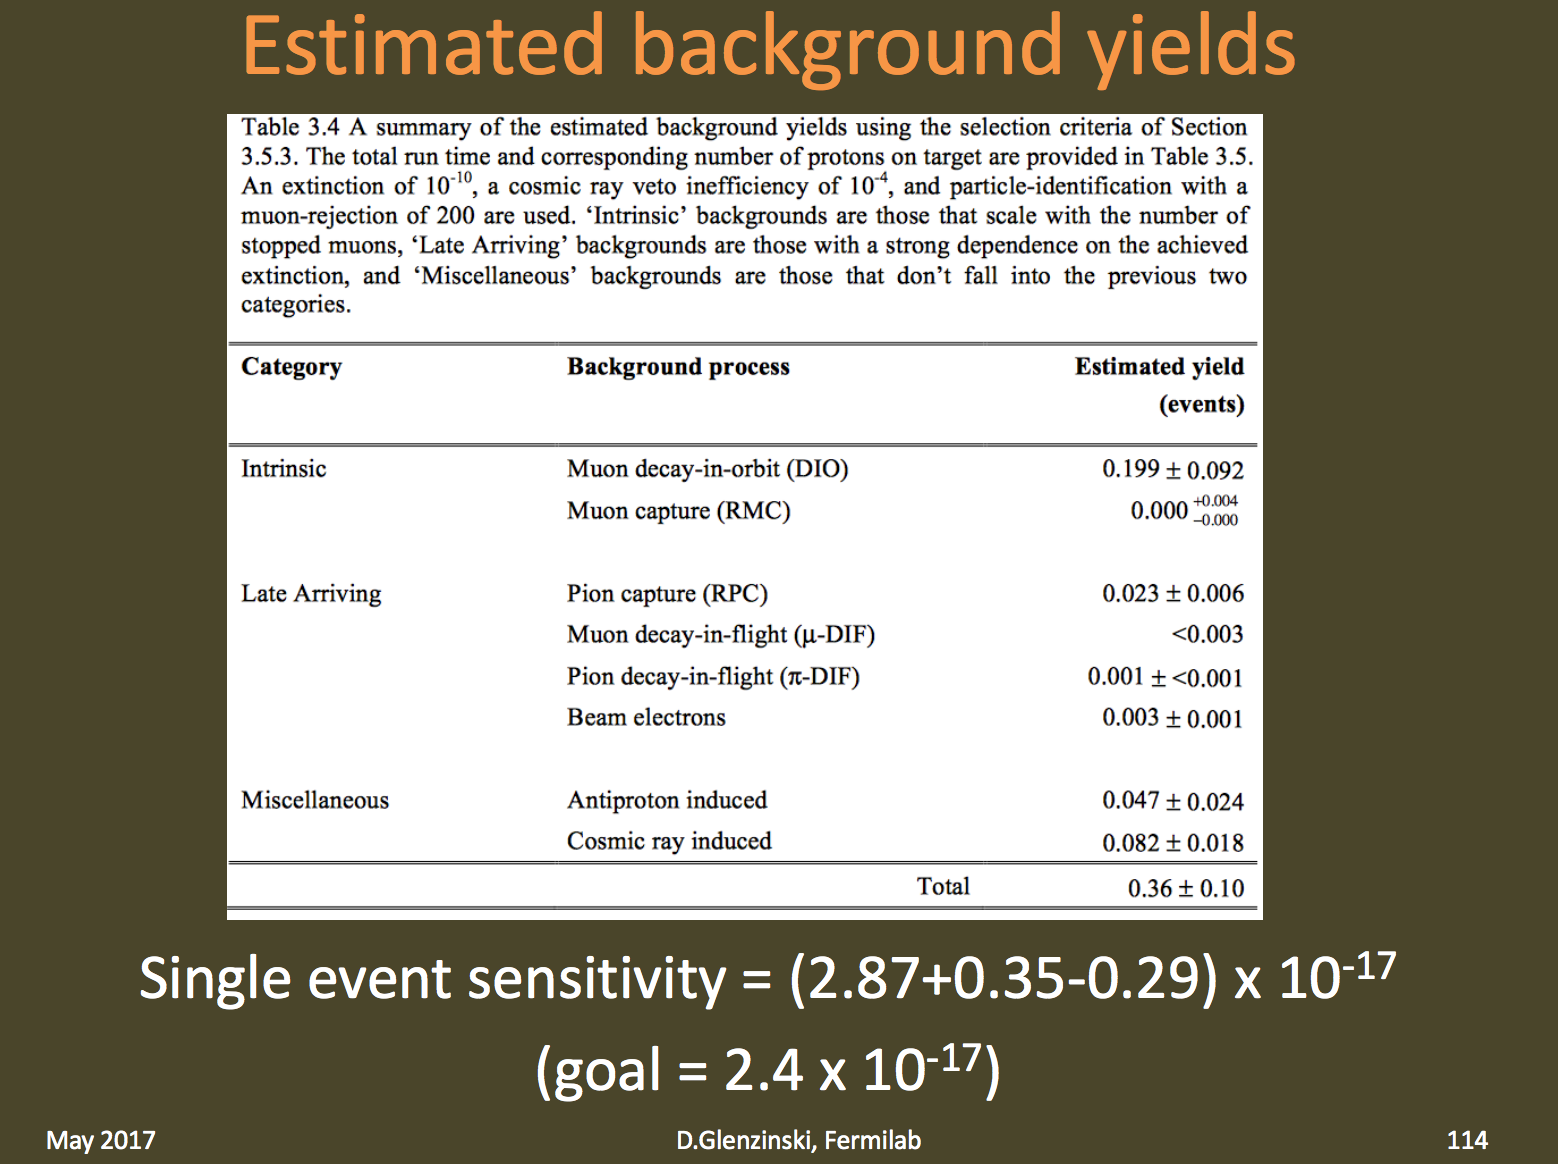 Estimated background yields
Table 3.4 A summary of the estimated background yields using the selection criteria of Section
3.5.3. The total run time and corresponding number of protons on target are provided in Table 3.5.
An extinction of 10⁻¹⁰, a cosmic ray veto inefficiency of 10⁻⁴, and particle-identification with a
muon-rejection of 200 are used. ‘Intrinsic’ backgrounds are those that scale with the number of
stopped muons, ‘Late Arriving’ backgrounds are those with a strong dependence on the achieved
extinction, and ‘Miscellaneous’ backgrounds are those that don’t fall into the previous two
categories.
Category Background process Estimated yield
(events)
Intrinsic Muon decay-in-orbit (DIO) 0.199 ± 0.092
Muon capture (RMC) 0.000 +0.004 −0.000
Late Arriving Pion capture (RPC) 0.023 ± 0.006
Muon decay-in-flight (μ-DIF) <0.003
Pion decay-in-flight (π-DIF) 0.001 ± <0.001
Beam electrons 0.003 ± 0.001
Miscellaneous Antiproton induced 0.047 ± 0.024
Cosmic ray induced 0.082 ± 0.018
Total 0.36 ± 0.10
Single event sensitivity = (2.87+0.35-0.29) x 10⁻¹⁷
(goal = 2.4 x 10⁻¹⁷)
May 2017 D.Glenzinski, Fermilab 114